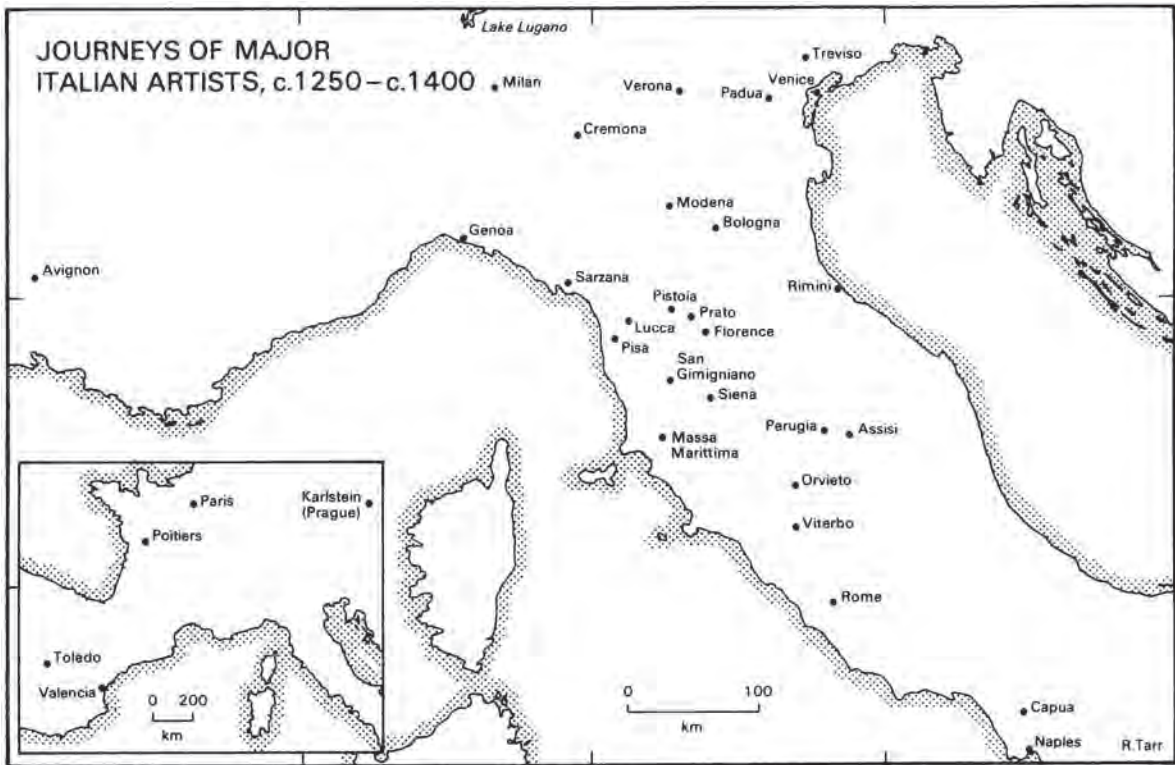 Lake Lugano
JOURNEYS OF MAJOR
ITALIAN ARTISTS, c.1250–c.1400
Milan
Verona
Padua
Venice
Treviso
Cremona
Modena
Bologna
Genoa
Avignon
Sarzana
Rimini
Pistoia
Prato
Lucca
Florence
Pisa
San
Gimignano
Siena
Perugia
Assisi
Massa
Marittima
Orvieto
Viterbo
Rome
Capua
Naples
R.Tarr
0 100
km
Paris
Karlstein
(Prague)
Poitiers
Toledo
Valencia
0 200
km